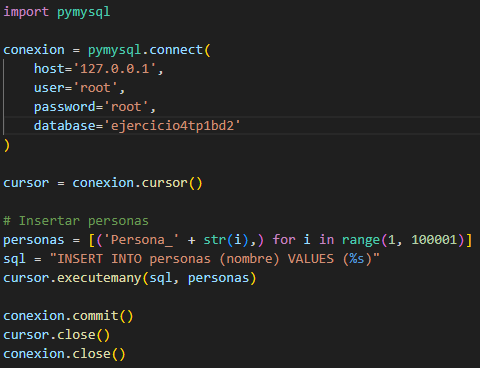 import pymysql

conexion = pymysql.connect(
    host='127.0.0.1',
    user='root',
    password='root',
    database='ejercicio4tp1bd2'
)

cursor = conexion.cursor()

# Insertar personas
personas = [('Persona_' + str(i),) for i in range(1, 100001)]
sql = "INSERT INTO personas (nombre) VALUES (%s)"
cursor.executemany(sql, personas)

conexion.commit()
cursor.close()
conexion.close()